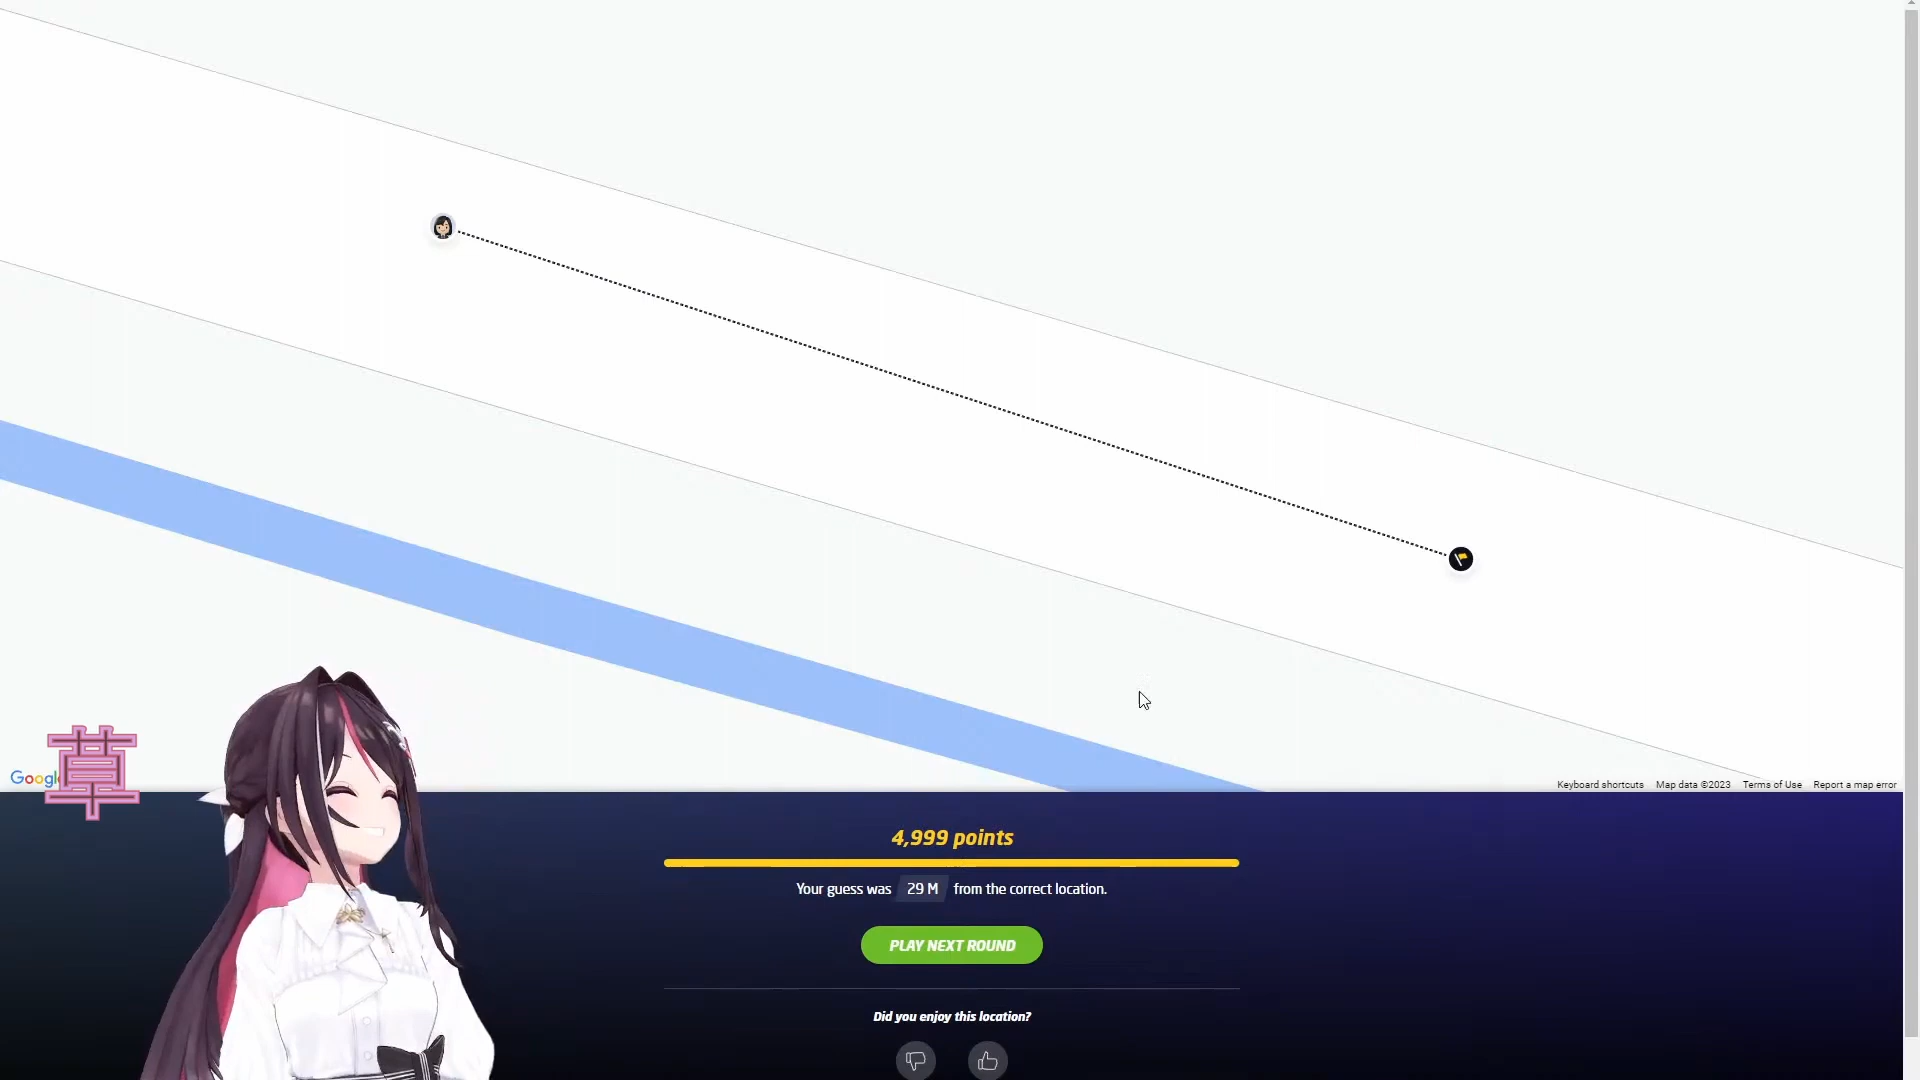 Google
草
Keyboard shortcuts Map data ©2023 Terms of Use Report a map error
4,999 points
Your guess was 29 M from the correct location.
PLAY NEXT ROUND
Did you enjoy this location?